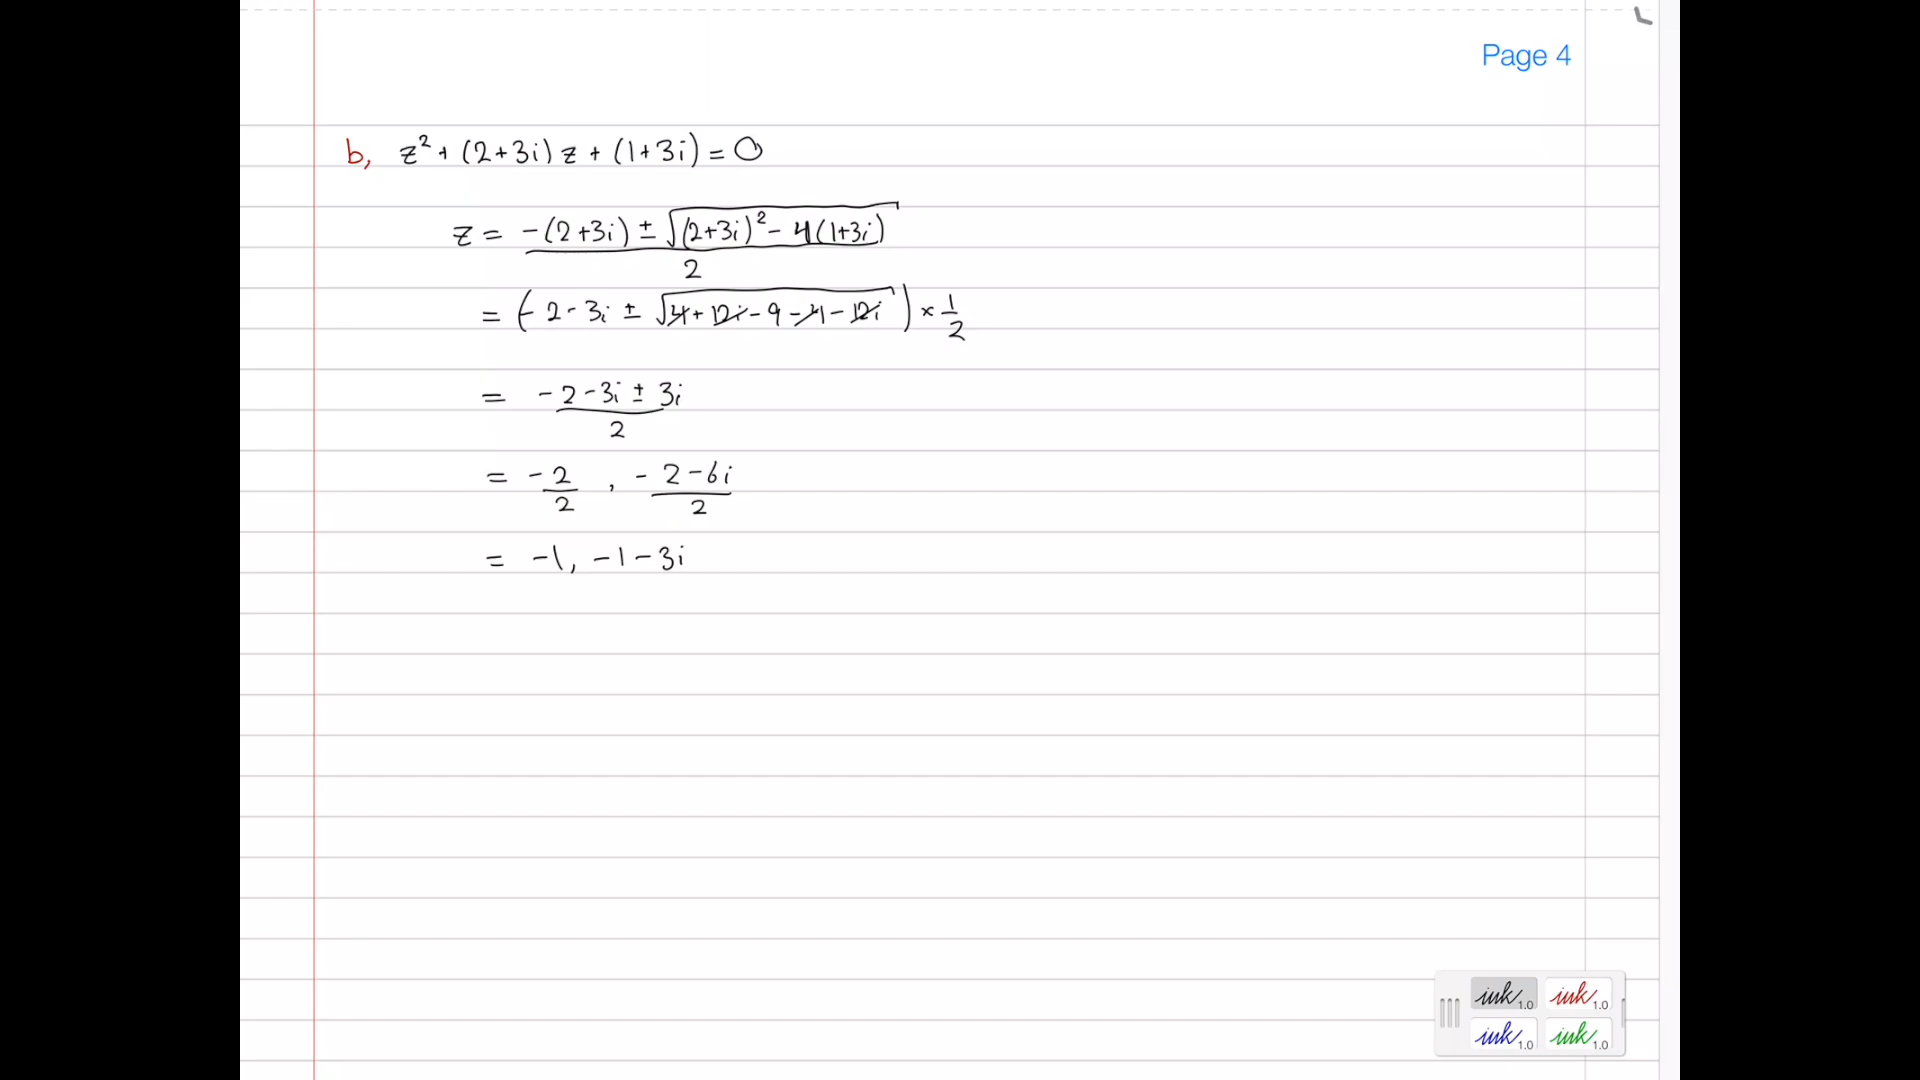 Page 4
b, z² + (2+3i) z + (1+3i) = 0
z = -(2+3i) ± √(2+3i)² - 4(1+3i)
2
= (-2-3i ± √4+12i-9-4-12i) × 1/2
= -2-3i ± 3i
2
= -2/2 , -2-6i/2
= -1, -1-3i
ink 1.0 ink 1.0
ink 1.0 ink 1.0